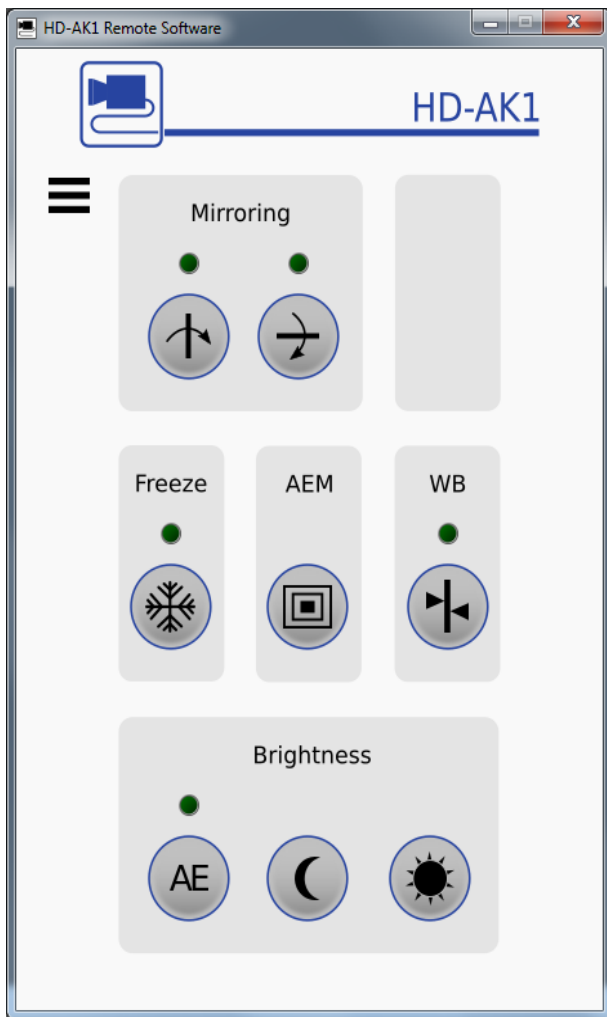 HD-AK1 Remote Software
HD-AK1
Mirroring
Freeze
AEM
WB
Brightness
AE